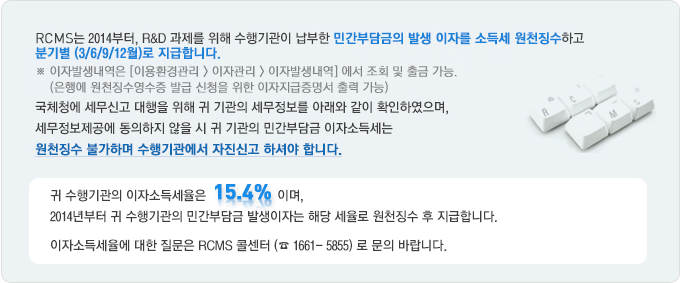 RCMS는 2014부터, R&D 과제를 위해 수행기관이 납부한 민간부담금의 발생 이자를 소득세 원천징수하고
분기별 (3/6/9/12월)로 지급합니다.
※ 이자발생내역은 [이용환경관리 > 이자관리 > 이자발생내역] 에서 조회 및 출금 가능.
(은행에 원천징수영수증 발급 신청을 위한 이자지급증명서 출력 가능)
국체청에 세무신고 대행을 위해 귀 기관의 세무정보를 아래와 같이 확인하였으며,
세무정보제공에 동의하지 않을 시 귀 기관의 민간부담금 이자소득세는
원천징수 불가하며 수행기관에서 자진신고 하셔야 합니다.
R C M S
귀 수행기관의 이자소득세율은 15.4% 이며,
2014년부터 귀 수행기관의 민간부담금 발생이자는 해당 세율로 원천징수 후 지급합니다.
이자소득세율에 대한 질문은 RCMS 콜센터 (☎ 1661- 5855) 로 문의 바랍니다.